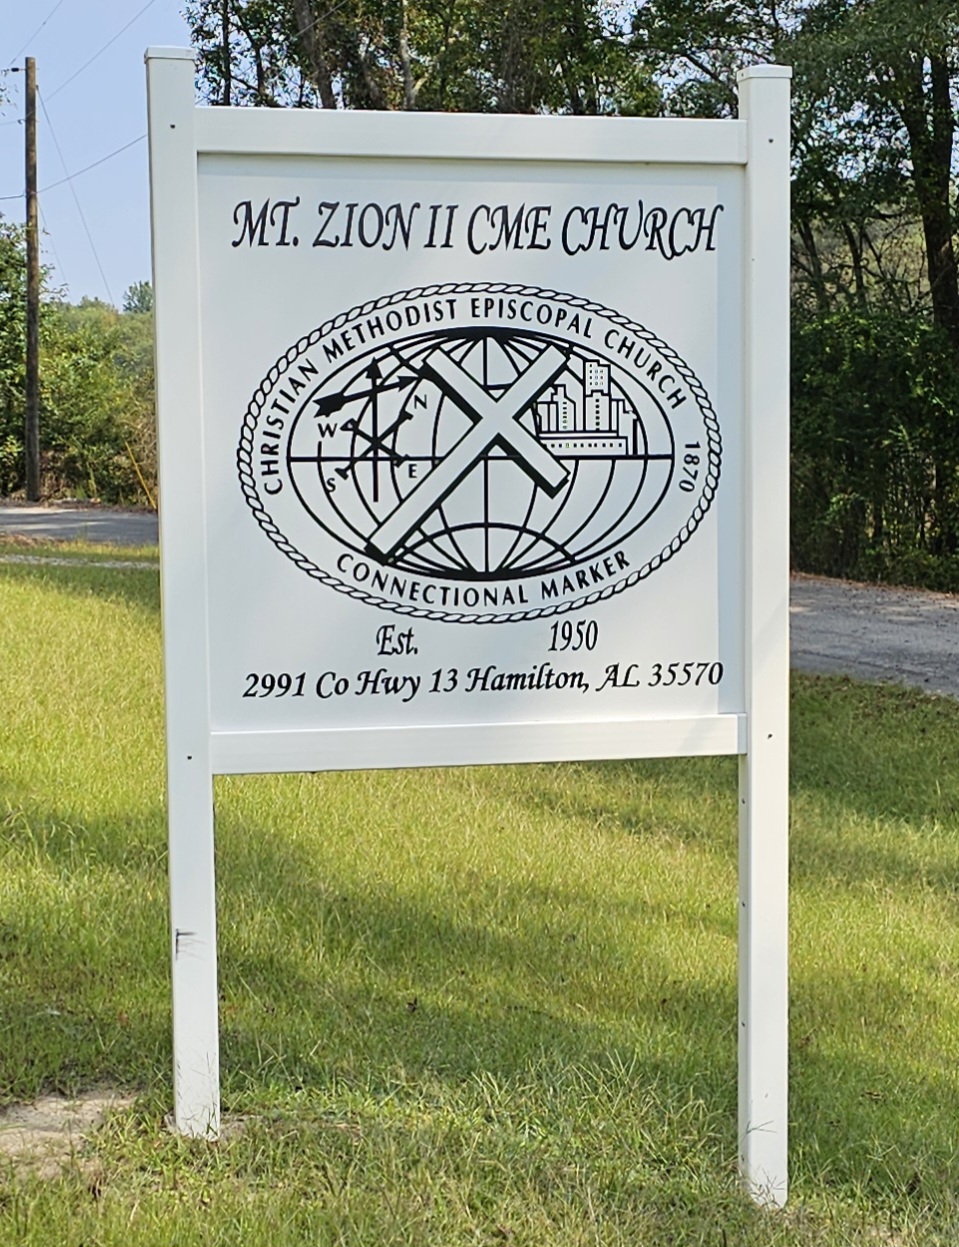 MT. ZION II CME CHURCH
CHRISTIAN METHODIST EPISCOPAL CHURCH 1870
N
W
S
E
CONNECTIONAL MARKER
Est. 1950
2991 Co Hwy 13 Hamilton, AL 35570